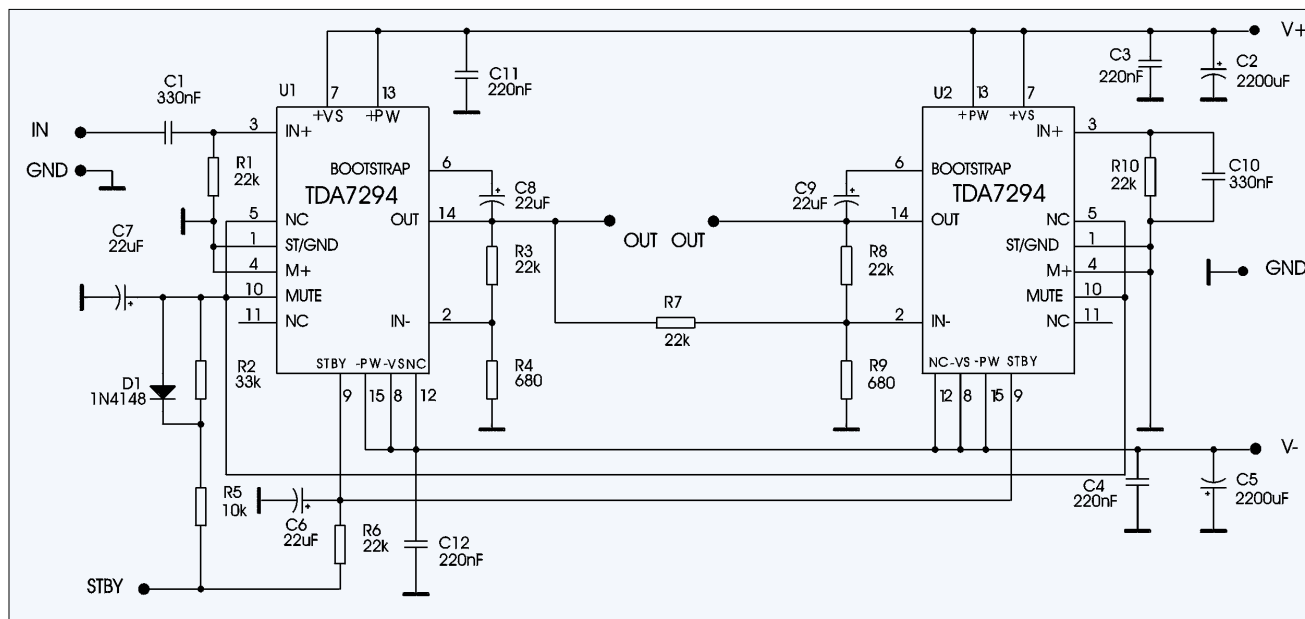 V+
C1
330nF
U1
7
13
C11
220nF
U2
13
7
C3
220nF
C2
2200uF
+VS
+PW
+PW
+VS
IN
3
IN+
IN+
3
GND
R1
22k
BOOTSTRAP
6
6
BOOTSTRAP
R10
22k
C10
330nF
TDA7294
C8
22uF
C9
22uF
TDA7294
C7
22uF
5
NC
OUT
14
OUT OUT
14
OUT
NC
5
1
ST/GND
R3
22k
R8
22k
ST/GND
1
4
M+
M+
4
GND
10
MUTE
R7
22k
MUTE
10
11
NC
IN-
2
2
IN-
NC
11
D1
1N4148
R2
33k
STBY
-PW
-VS
NC
R4
680
R9
680
NC
-VS
-PW
STBY
9
15
8
12
12
8
15
9
V-
R5
10k
C6
22uF
R6
22k
C12
220nF
C4
220nF
C5
2200uF
STBY